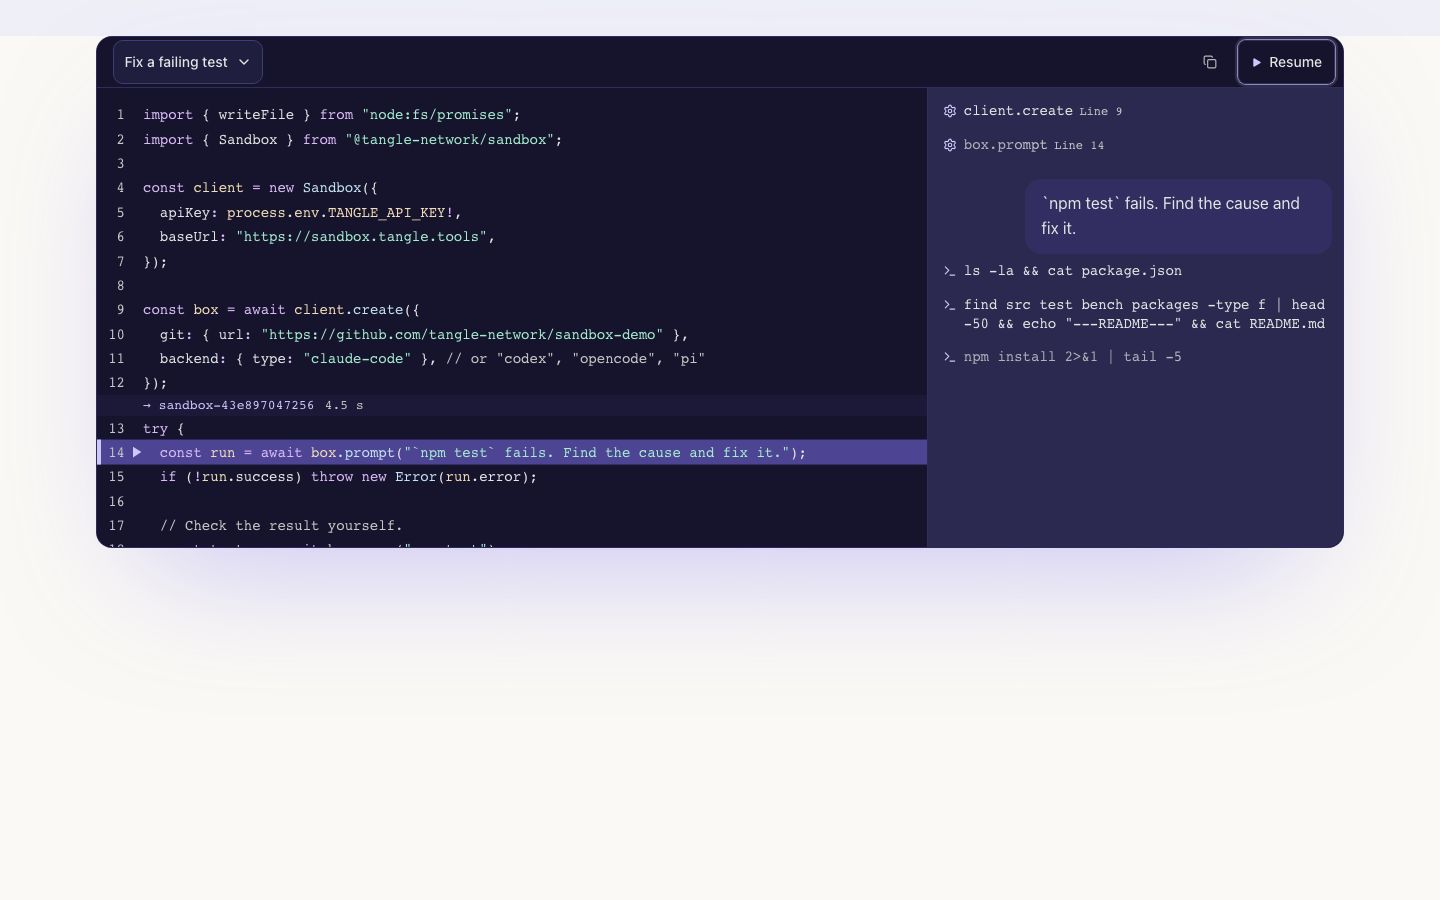 Fix a failing test
Resume
1 import { writeFile } from "node:fs/promises";
2 import { Sandbox } from "@tangle-network/sandbox";
3
4 const client = new Sandbox({
5 apiKey: process.env.TANGLE_API_KEY!,
6 baseUrl: "https://sandbox.tangle.tools",
7 });
8
9 const box = await client.create({
10 git: { url: "https://github.com/tangle-network/sandbox-demo" },
11 backend: { type: "claude-code" }, // or "codex", "opencode", "pi"
12 });
→ sandbox-43e897047256 4.5 s
13 try {
14 const run = await box.prompt("`npm test` fails. Find the cause and fix it.");
15 if (!run.success) throw new Error(run.error);
16
17 // Check the result yourself.
client.create Line 9
box.prompt Line 14
`npm test` fails. Find the cause and
fix it.
ls -la && cat package.json
find src test bench packages -type f | head
-50 && echo "---README---" && cat README.md
npm install 2>&1 | tail -5